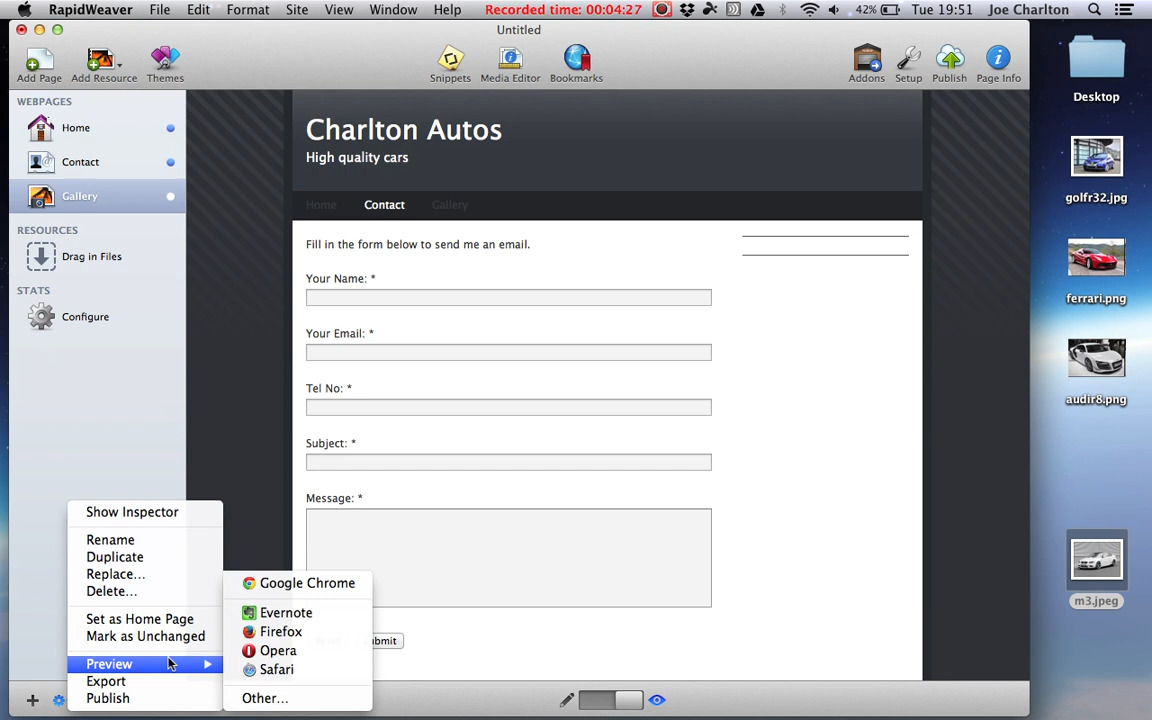 RapidWeaver File Edit Format Site View Window Help Recorded time: 00:04:27 42% Tue 19:51 Joe Charlton
Untitled
Add Page Add Resource Themes Snippets Media Editor Bookmarks Addons Setup Publish Page Info
WEBPAGES
Home
Contact
Gallery
RESOURCES
Drag in Files
STATS
Configure
Charlton Autos
High quality cars
Home Contact Gallery
Fill in the form below to send me an email.
Your Name: *
Your Email: *
Tel No: *
Subject: *
Message: *
Show Inspector
Rename
Duplicate
Replace...
Delete...
Set as Home Page
Mark as Unchanged
Preview
Export
Publish
Google Chrome
Evernote
Firefox
Opera
Safari
Other...
Desktop
golfr32.jpg
ferrari.png
audir8.png
m3.jpeg